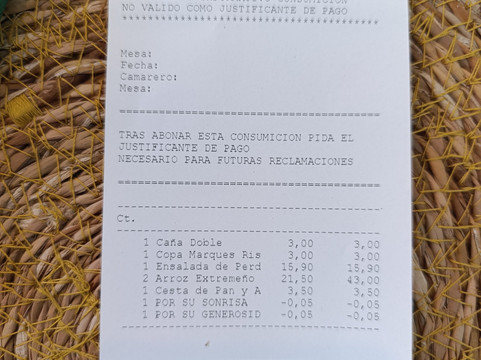 CONSUMICION
NO VALIDO COMO JUSTIFICANTE DE PAGO
***************************************
Mesa:
Fecha:
Camarero:
Mesa:
=======================================
TRAS ABONAR ESTA CONSUMICION PIDA EL
JUSTIFICANTE DE PAGO
NECESARIO PARA FUTURAS RECLAMACIONES
=======================================
---------------------------------------
Ct.
---------------------------------------
1 Caña Doble 3,00 3,00
1 Copa Marques Ris 3,00 3,00
1 Ensalada de Perd 15,90 15,90
2 Arroz Extremeño 21,50 43,00
1 Cesta de Pan y A 3,50 3,50
1 POR SU SONRISA -0,05 -0,05
1 POR SU GENEROSID -0,05 -0,05
---------------------------------------